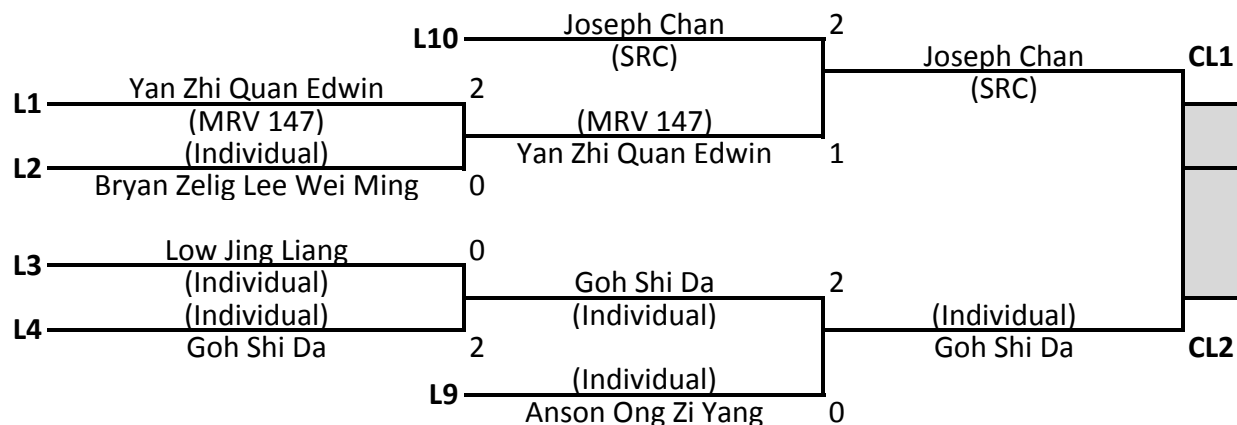 L10 Joseph Chan 2
(SRC)
Joseph Chan CL1
(SRC)
L1 Yan Zhi Quan Edwin 2
(MRV 147)
(MRV 147)
Yan Zhi Quan Edwin 1
(Individual)
L2 Bryan Zelig Lee Wei Ming 0
L3 Low Jing Liang 0
(Individual)
Goh Shi Da 2
(Individual)
(Individual)
L4 Goh Shi Da 2
(Individual)
Goh Shi Da CL2
(Individual)
L9 Anson Ong Zi Yang 0